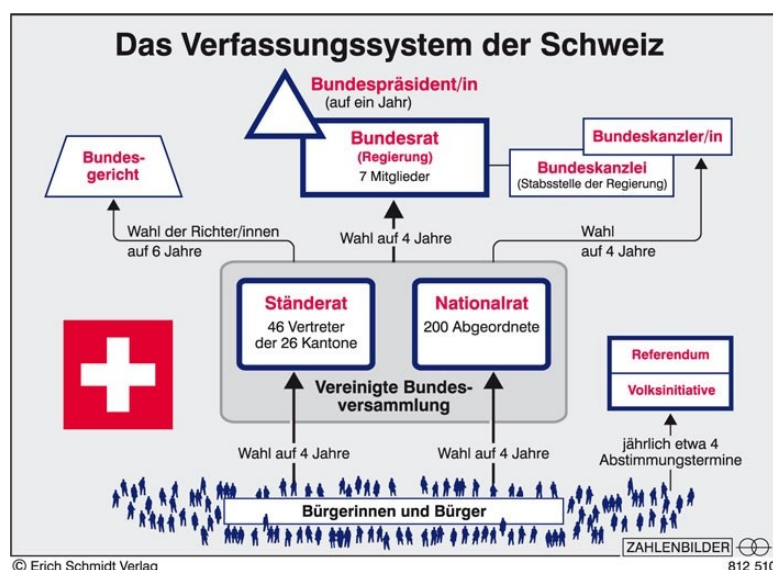 Das Verfassungssystem der Schweiz
Bundespräsident/in
(auf ein Jahr)
Bundesrat
(Regierung)
7 Mitglieder
Bundeskanzler/in
Bundeskanzlei
(Stabsstelle der Regierung)
Bundes-
gericht
Wahl der Richter/innen
auf 6 Jahre
Wahl auf 4 Jahre
Wahl
auf 4 Jahre
Ständerat
46 Vertreter
der 26 Kantone
Nationalrat
200 Abgeordnete
Vereinigte Bundes-
versammlung
Referendum
Volksinitiative
Wahl auf 4 Jahre
Wahl auf 4 Jahre
jährlich etwa 4
Abstimmungstermine
Bürgerinnen und Bürger
ZAHLENBILDER
© Erich Schmidt Verlag
812 510